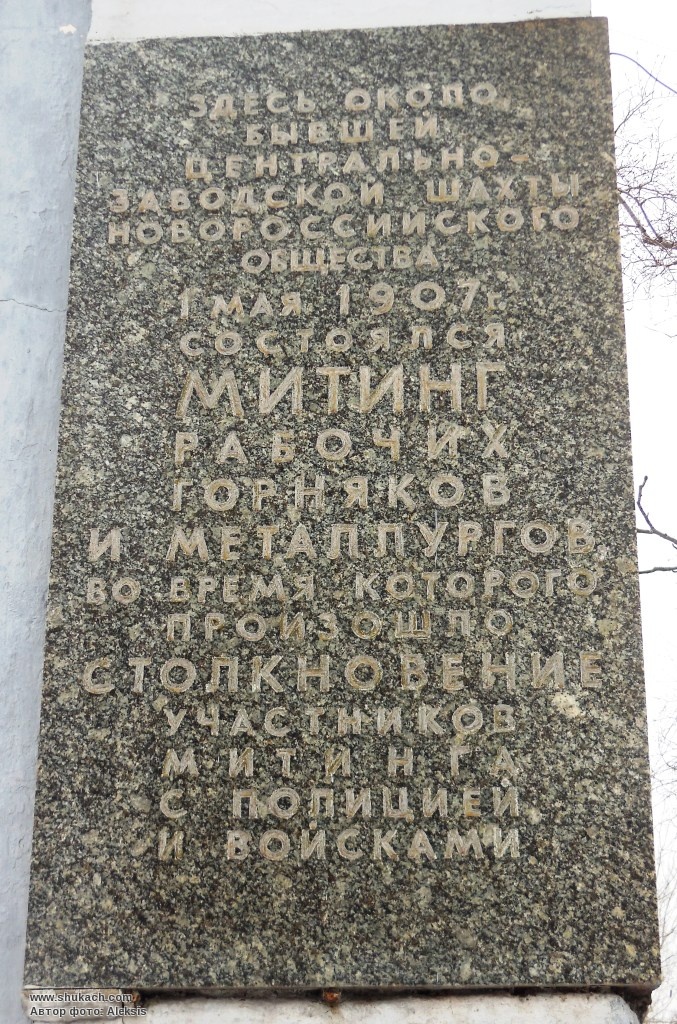 ЗДЕСЬ ОКОЛО
БЫВШЕЙ
ЦЕНТРАЛЬНО-
ЗАВОДСКОЙ ШАХТЫ
НОВОРОССИЙСКОГО
ОБЩЕСТВА
1 МАЯ 1907г.
СОСТОЯЛСЯ
МИТИНГ
РАБОЧИХ
ГОРНЯКОВ
И МЕТАЛЛУРГОВ
ВО ВРЕМЯ КОТОРОГО
ПРОИЗОШЛО
СТОЛКНОВЕНИЕ
УЧАСТНИКОВ
МИТИНГА
С ПОЛИЦИЕЙ
И ВОЙСКАМИ
www.shukach.com
Автор фото: Aleksis